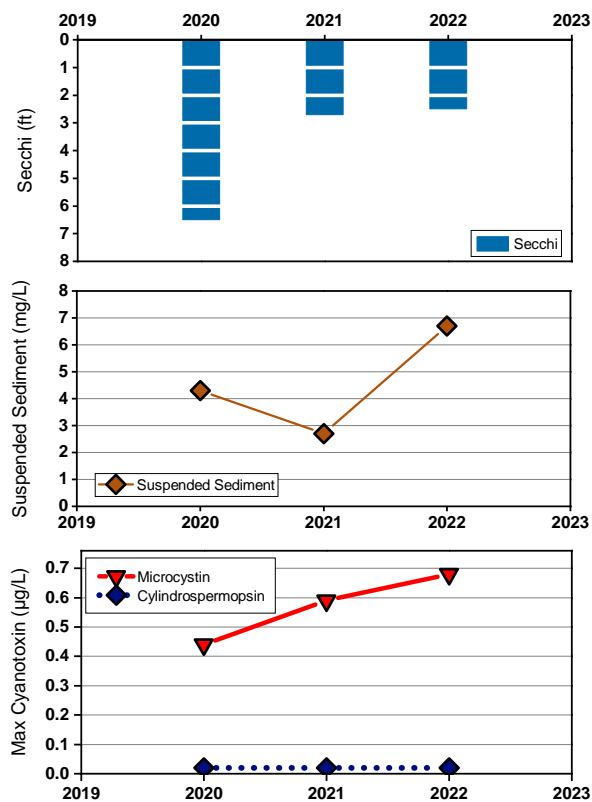 2019 2020 2021 2022 2023
0
1
2
3
4
5
6
7
8
Secchi (ft)
Secchi
8
7
6
5
4
3
2
1
0
Suspended Sediment (mg/L)
Suspended Sediment
2019 2020 2021 2022 2023
0.7
0.6
0.5
0.4
0.3
0.2
0.1
0.0
Max Cyanotoxin (µg/L)
Microcystin
Cylindrospermopsin
2019 2020 2021 2022 2023